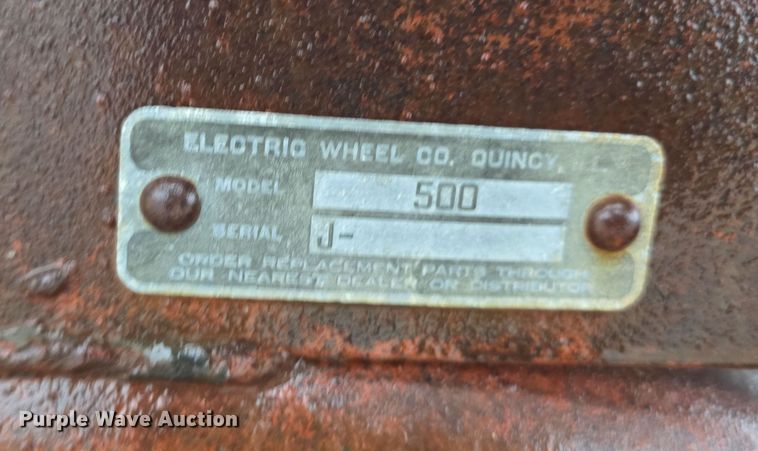 ELECTRIC WHEEL CO. QUINCY,
MODEL 500
SERIAL J-
ORDER REPLACEMENT PARTS THROUGH
OUR NEAREST DEALER OR DISTRIBUTOR
Purple Wave Auction